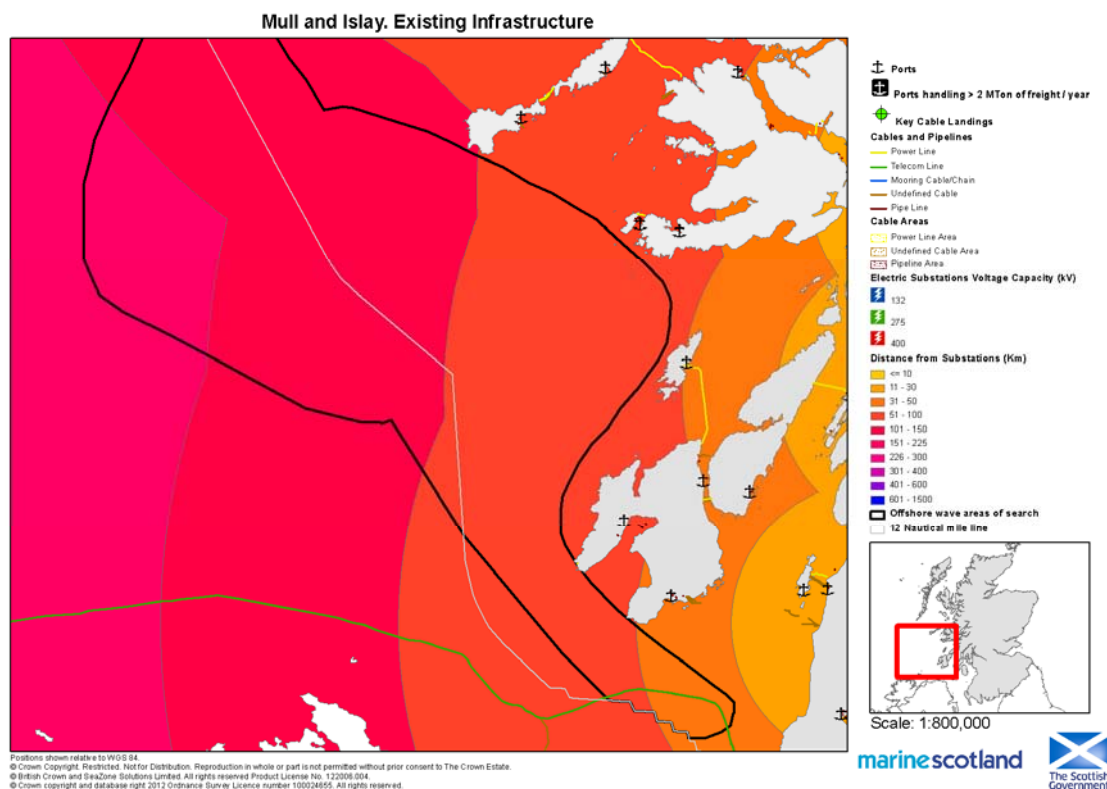 Mull and Islay. Existing Infrastructure
Ports
Ports handling > 2 MTon of freight / year
Key Cable Landings
Cables and Pipelines
Power Line
Telecom Line
Mooring Cable/Chain
Undefined Cable
Pipe Line
Cable Areas
Power Line Area
Undefined Cable Area
Pipeline Area
Electric Substations Voltage Capacity (kV)
132
275
400
Distance from Substations (Km)
<= 10
11 - 30
31 - 50
51 - 100
101 - 150
151 - 225
226 - 300
301 - 400
401 - 600
601 - 1500
Offshore wave areas of search
12 Nautical mile line
Scale: 1:800,000
marinescotland
The Scottish
Government
Positions shown relative to WGS 84.
© Crown Copyright. Restricted. Not for Distribution. Reproduction in whole or part is not permitted without prior consent to The Crown Estate.
© British Crown and SeaZone Solutions Limited. All rights reserved Product License No. 122006.004.
© Crown copyright and database right 2012 Ordnance Survey Licence number 100024655. All rights reserved.